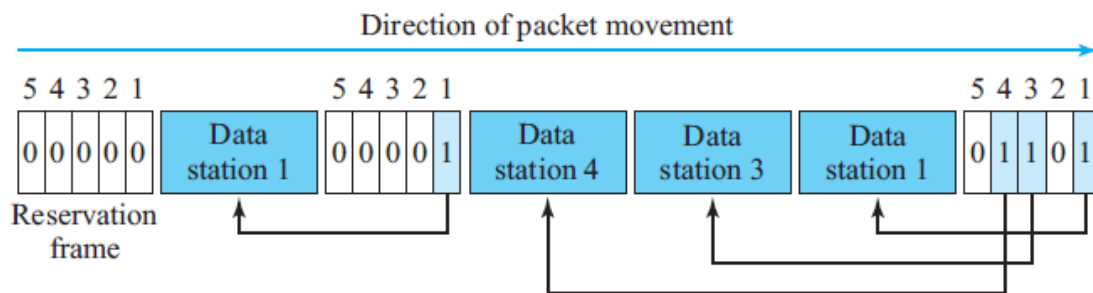 Direction of packet movement
5 4 3 2 1 5 4 3 2 1 5 4 3 2 1
0 0 0 0 0 Data station 1 0 0 0 0 1 Data station 4 Data station 3 Data station 1 0 1 1 0 1
Reservation
frame